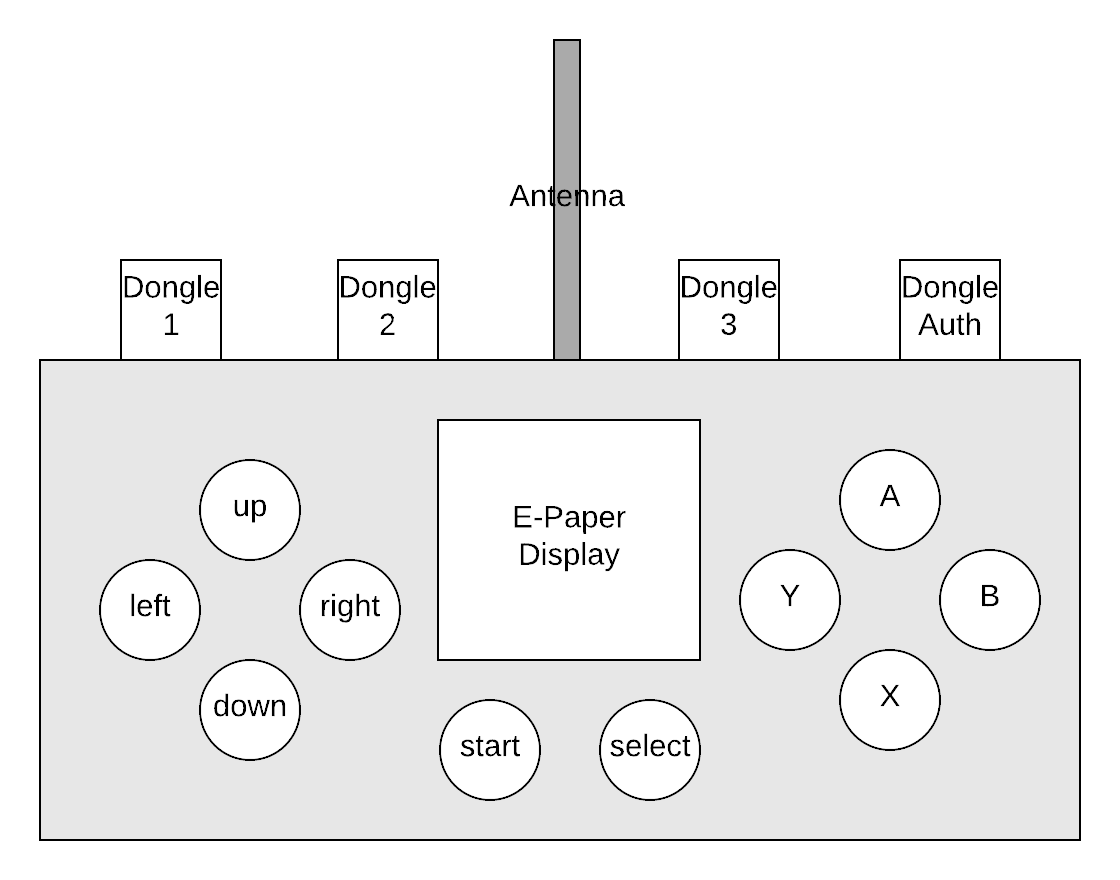 Antenna
Dongle
1
Dongle
2
Dongle
3
Dongle
Auth
up
left
right
down
E-Paper
Display
start
select
A
Y
B
X